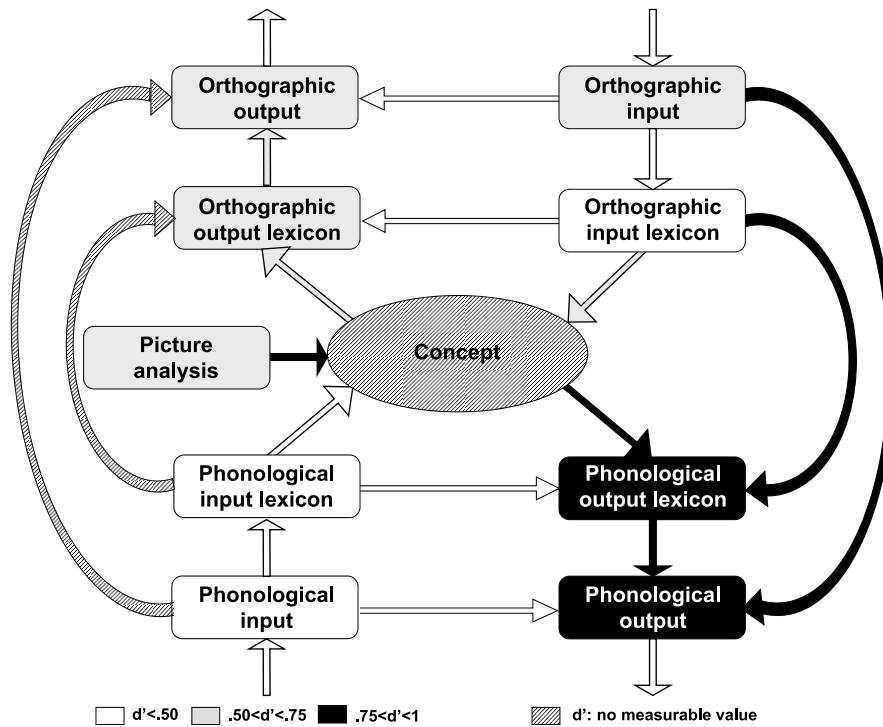 Orthographic
output
Orthographic
input
Orthographic
output lexicon
Orthographic
input lexicon
Picture
analysis
Concept
Phonological
input lexicon
Phonological
output lexicon
Phonological
input
Phonological
output
d'<.50
.50<d'<.75
.75<d'<1
d': no measurable value